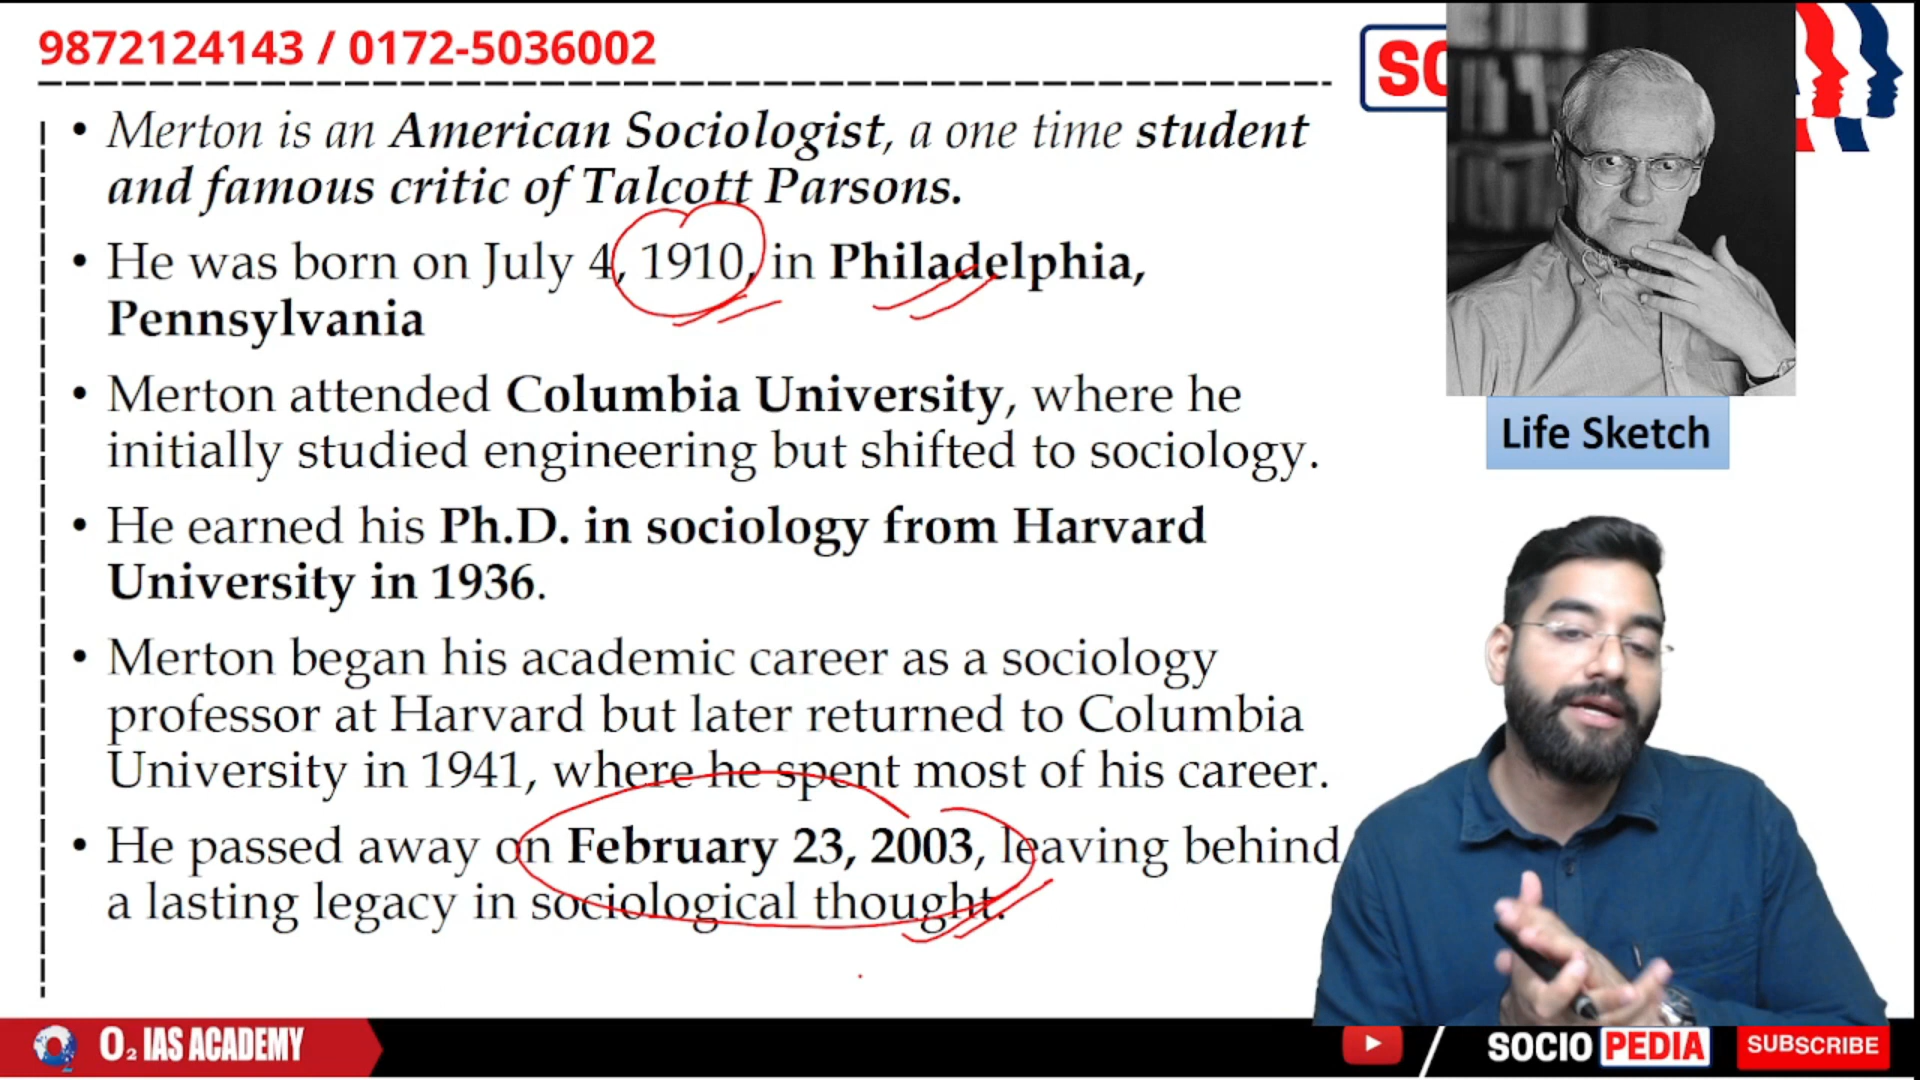 9872124143 / 0172-5036002
SO
• Merton is an American Sociologist, a one time student
and famous critic of Talcott Parsons.
• He was born on July 4, 1910, in Philadelphia,
Pennsylvania
• Merton attended Columbia University, where he
initially studied engineering but shifted to sociology.
• He earned his Ph.D. in sociology from Harvard
University in 1936.
• Merton began his academic career as a sociology
professor at Harvard but later returned to Columbia
University in 1941, where he spent most of his career.
• He passed away on February 23, 2003, leaving behind
a lasting legacy in sociological thought.
Life Sketch
O2 IAS ACADEMY
SOCIO PEDIA
SUBSCRIBE